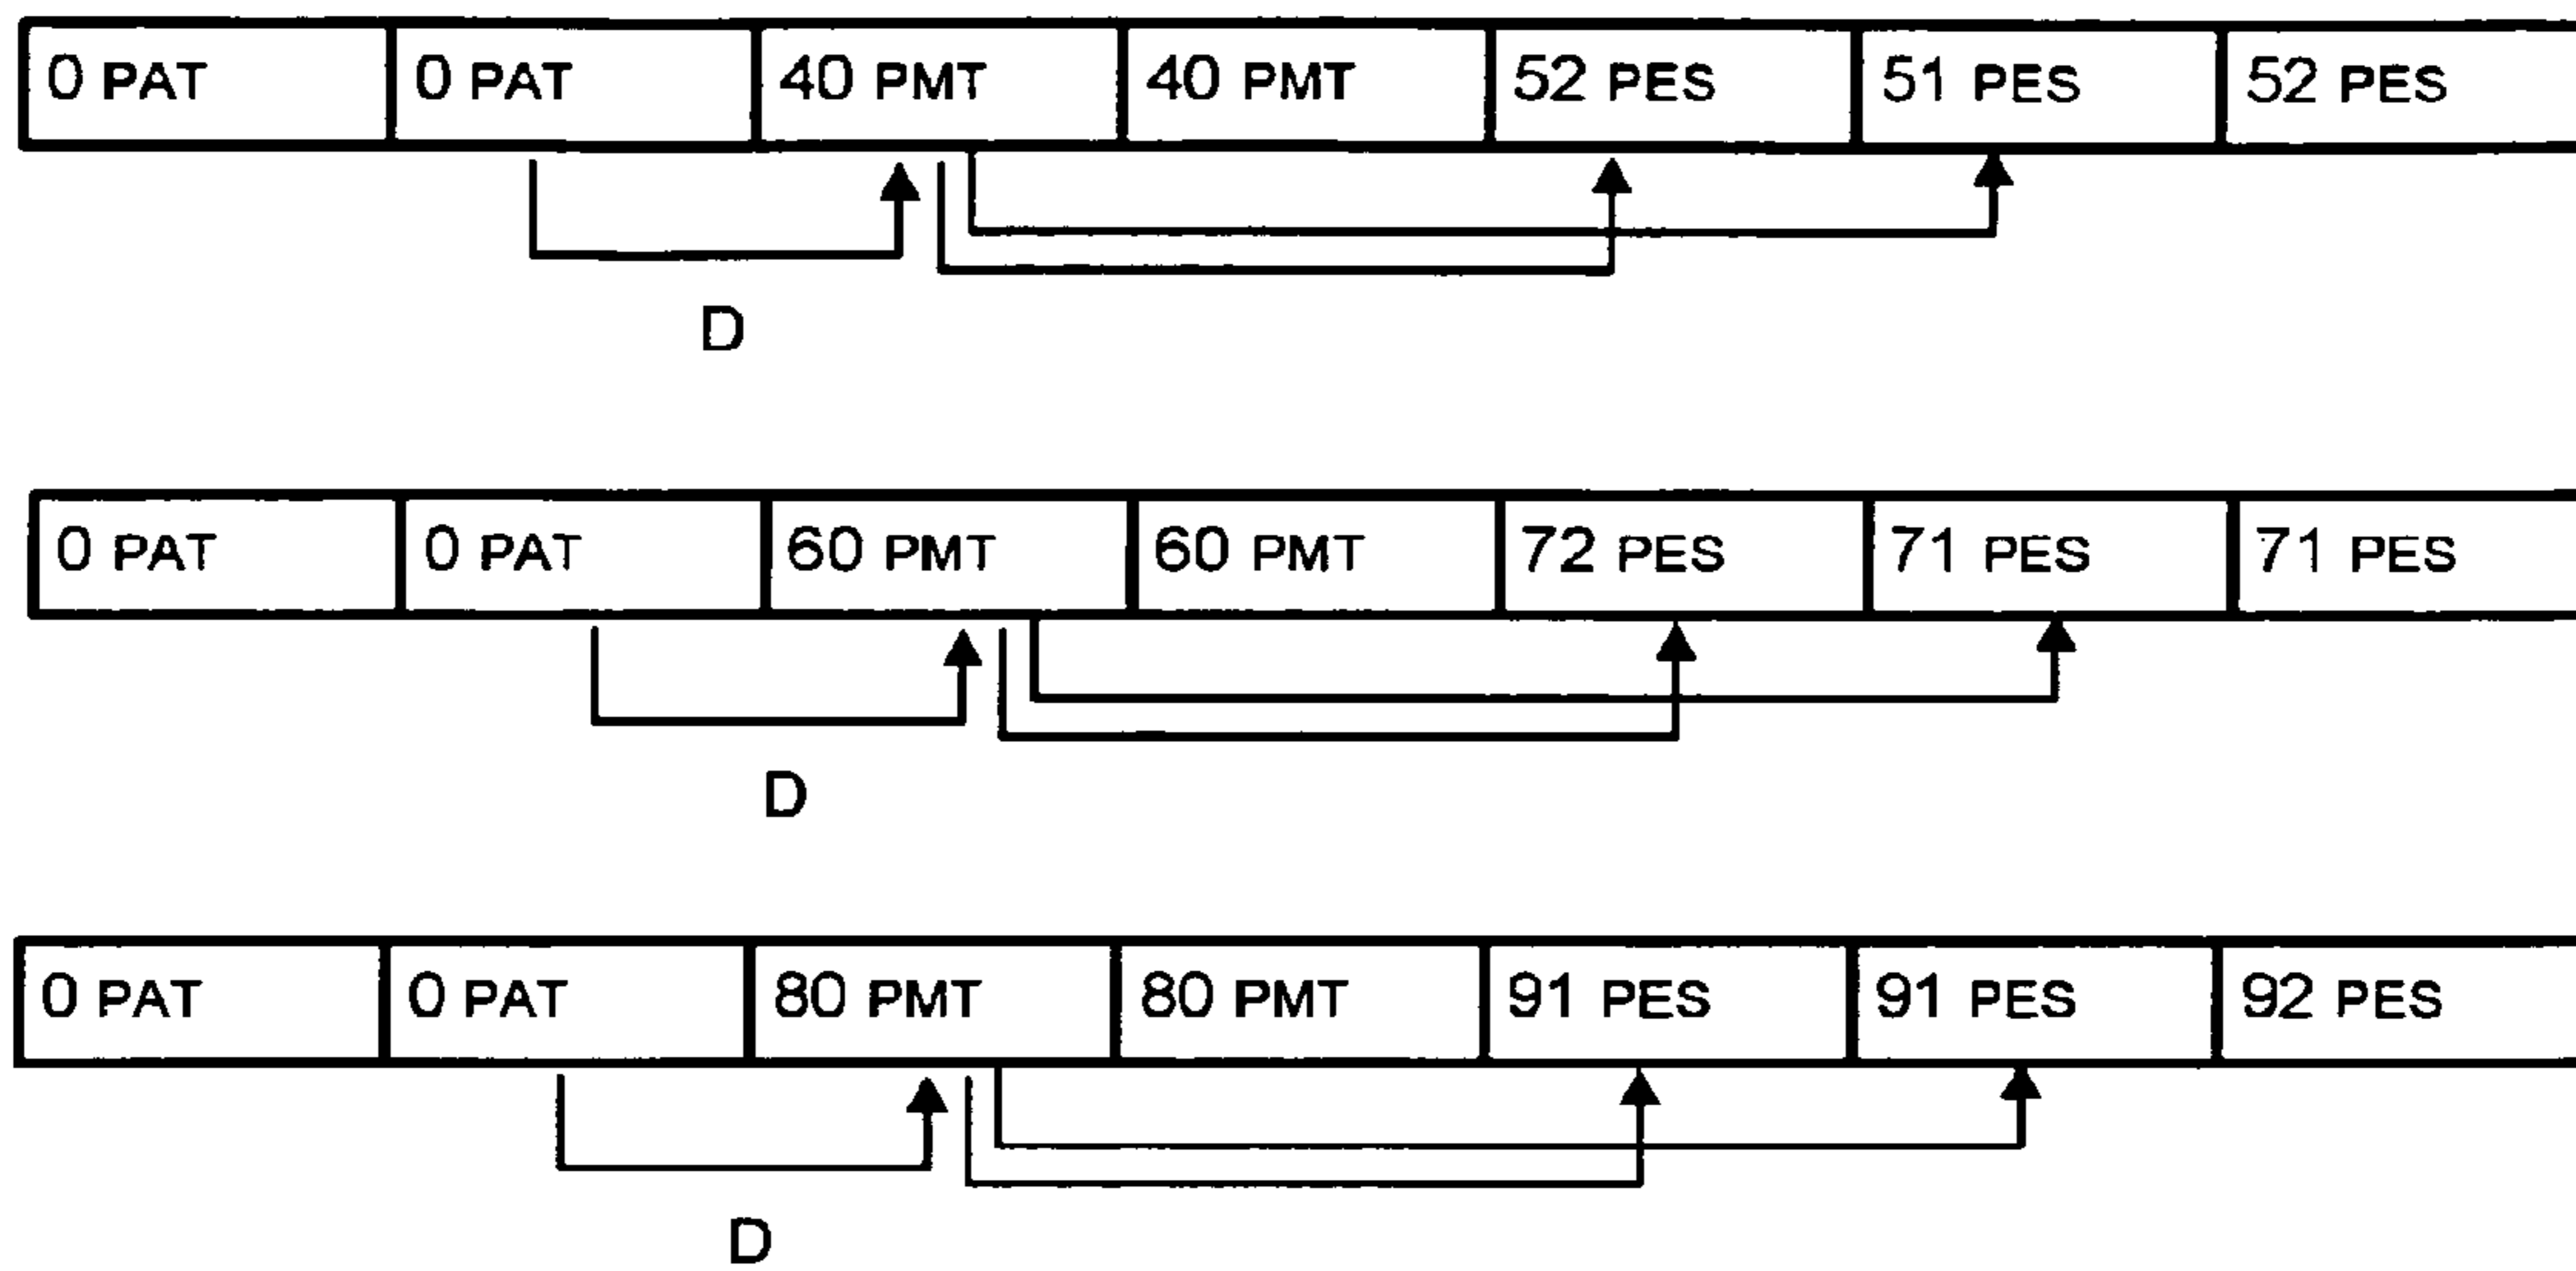 0 PAT 0 PAT 40 PMT 40 PMT 52 PES 51 PES 52 PES
D
0 PAT 0 PAT 60 PMT 60 PMT 72 PES 71 PES 71 PES
D
0 PAT 0 PAT 80 PMT 80 PMT 91 PES 91 PES 92 PES
D